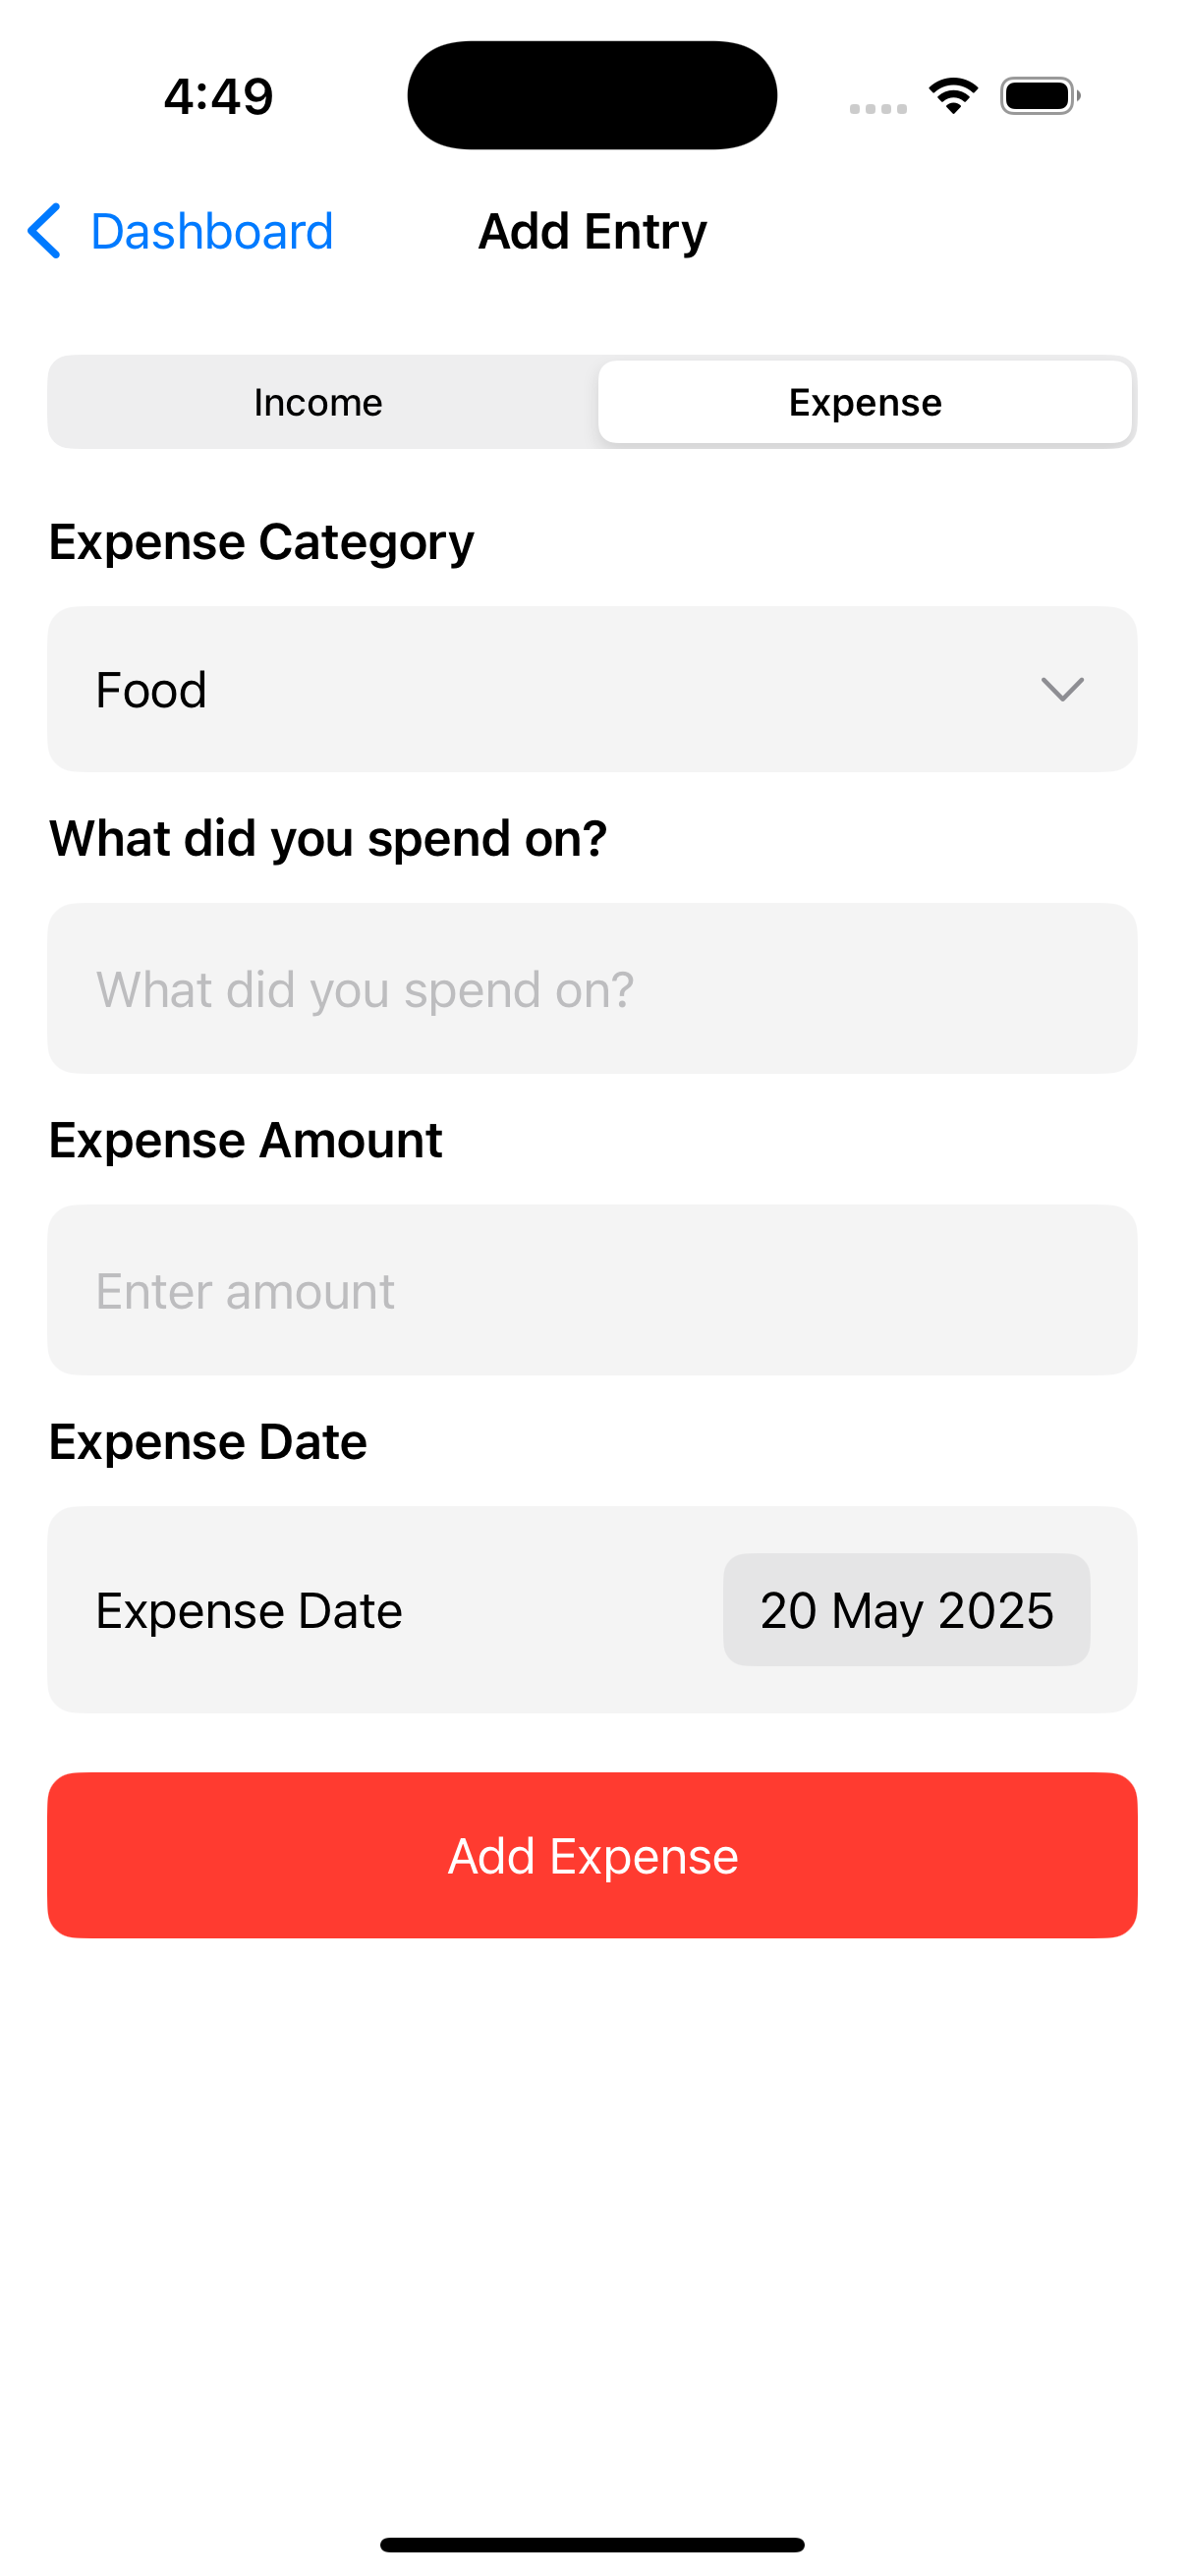 4:49
Dashboard
Add Entry
Income
Expense
Expense Category
Food
What did you spend on?
What did you spend on?
Expense Amount
Enter amount
Expense Date
Expense Date
20 May 2025
Add Expense